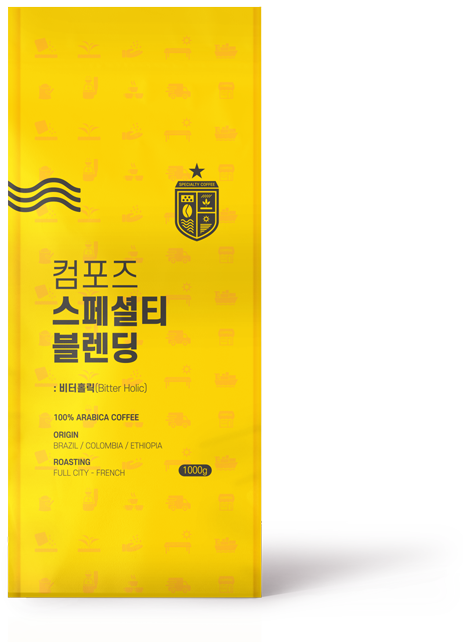 SPECIALTY COFFEE
컴포즈
스페셜티
블렌딩
: 비터홀릭(Bitter Holic)
100% ARABICA COFFEE
ORIGIN
BRAZIL / COLOMBIA / ETHIOPIA
ROASTING
FULL CITY - FRENCH
1000g